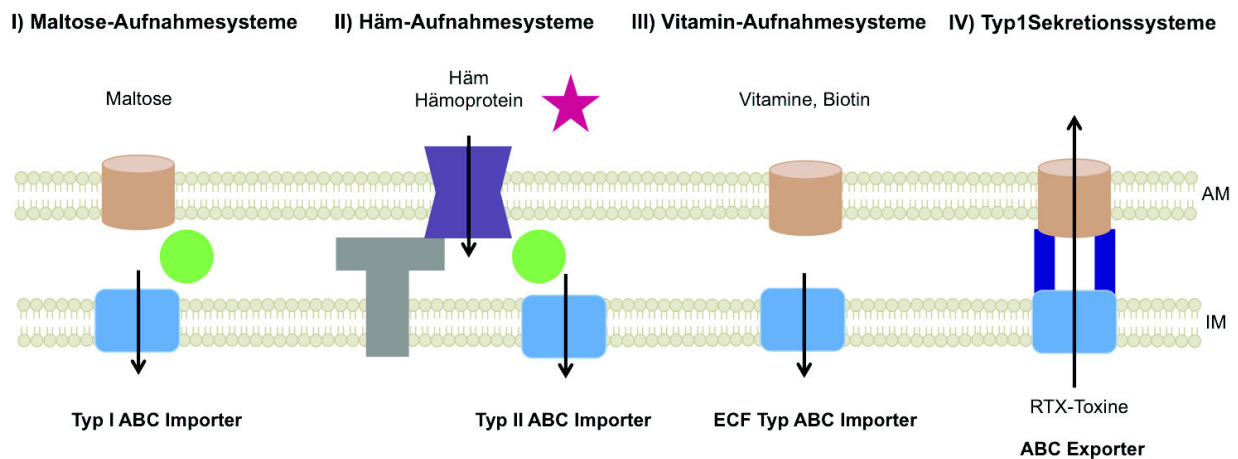 I) Maltose-Aufnahmesysteme
II) Häm-Aufnahmesysteme
III) Vitamin-Aufnahmesysteme
IV) Typ1Sekretionssysteme
Maltose
Häm
Hämoprotein
Vitamine, Biotin
AM
IM
Typ I ABC Importer
Typ II ABC Importer
ECF Typ ABC Importer
RTX-Toxine
ABC Exporter